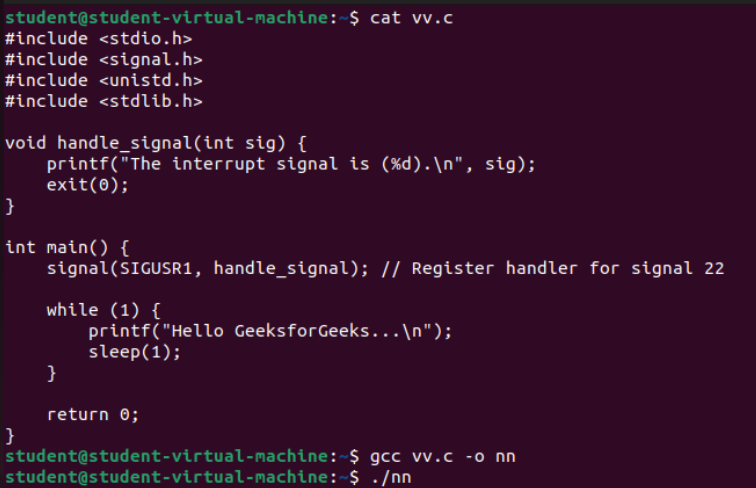 student@student-virtual-machine:~$ cat vv.c
#include <stdio.h>
#include <signal.h>
#include <unistd.h>
#include <stdlib.h>

void handle_signal(int sig) {
    printf("The interrupt signal is (%d).\n", sig);
    exit(0);
}

int main() {
    signal(SIGUSR1, handle_signal); // Register handler for signal 22

    while (1) {
        printf("Hello GeeksforGeeks...\n");
        sleep(1);
    }

    return 0;
}
student@student-virtual-machine:~$ gcc vv.c -o nn
student@student-virtual-machine:~$ ./nn